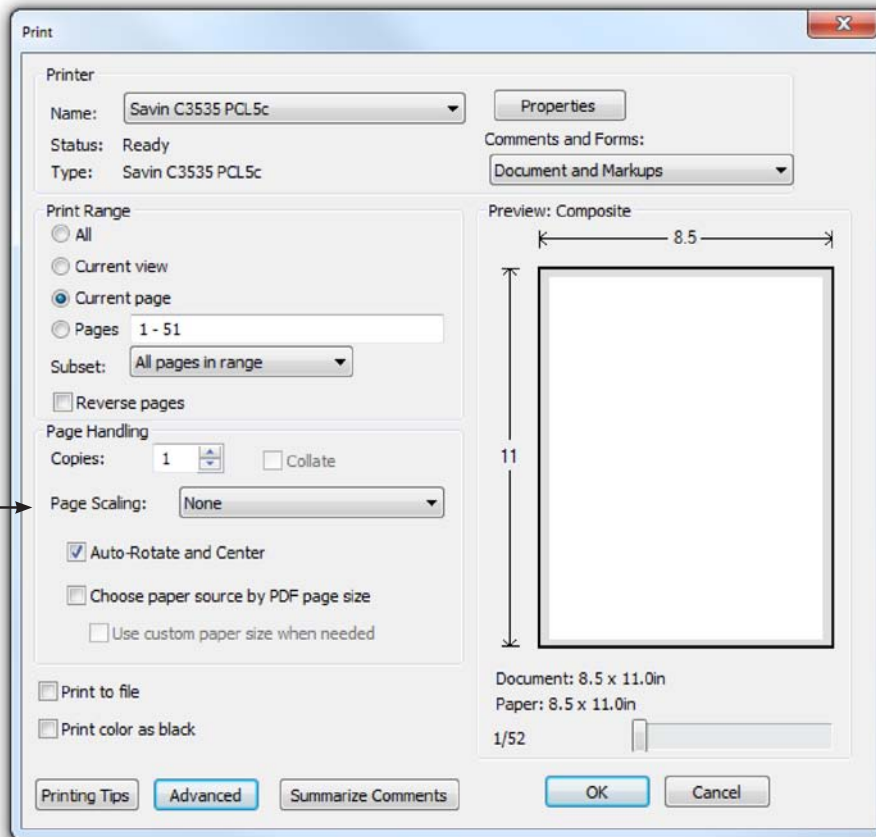 Print
Printer
Name: Savin C3535 PCL5c
Properties
Status: Ready
Comments and Forms:
Type: Savin C3535 PCL5c
Document and Markups
Print Range
All
Current view
Current page
Pages 1 - 51
Subset: All pages in range
Reverse pages
Page Handling
Copies: 1 Collate
Page Scaling: None
Auto-Rotate and Center
Choose paper source by PDF page size
Use custom paper size when needed
Print to file
Print color as black
Preview: Composite
8.5
11
Document: 8.5 x 11.0in
Paper: 8.5 x 11.0in
1/52
Printing Tips
Advanced
Summarize Comments
OK
Cancel